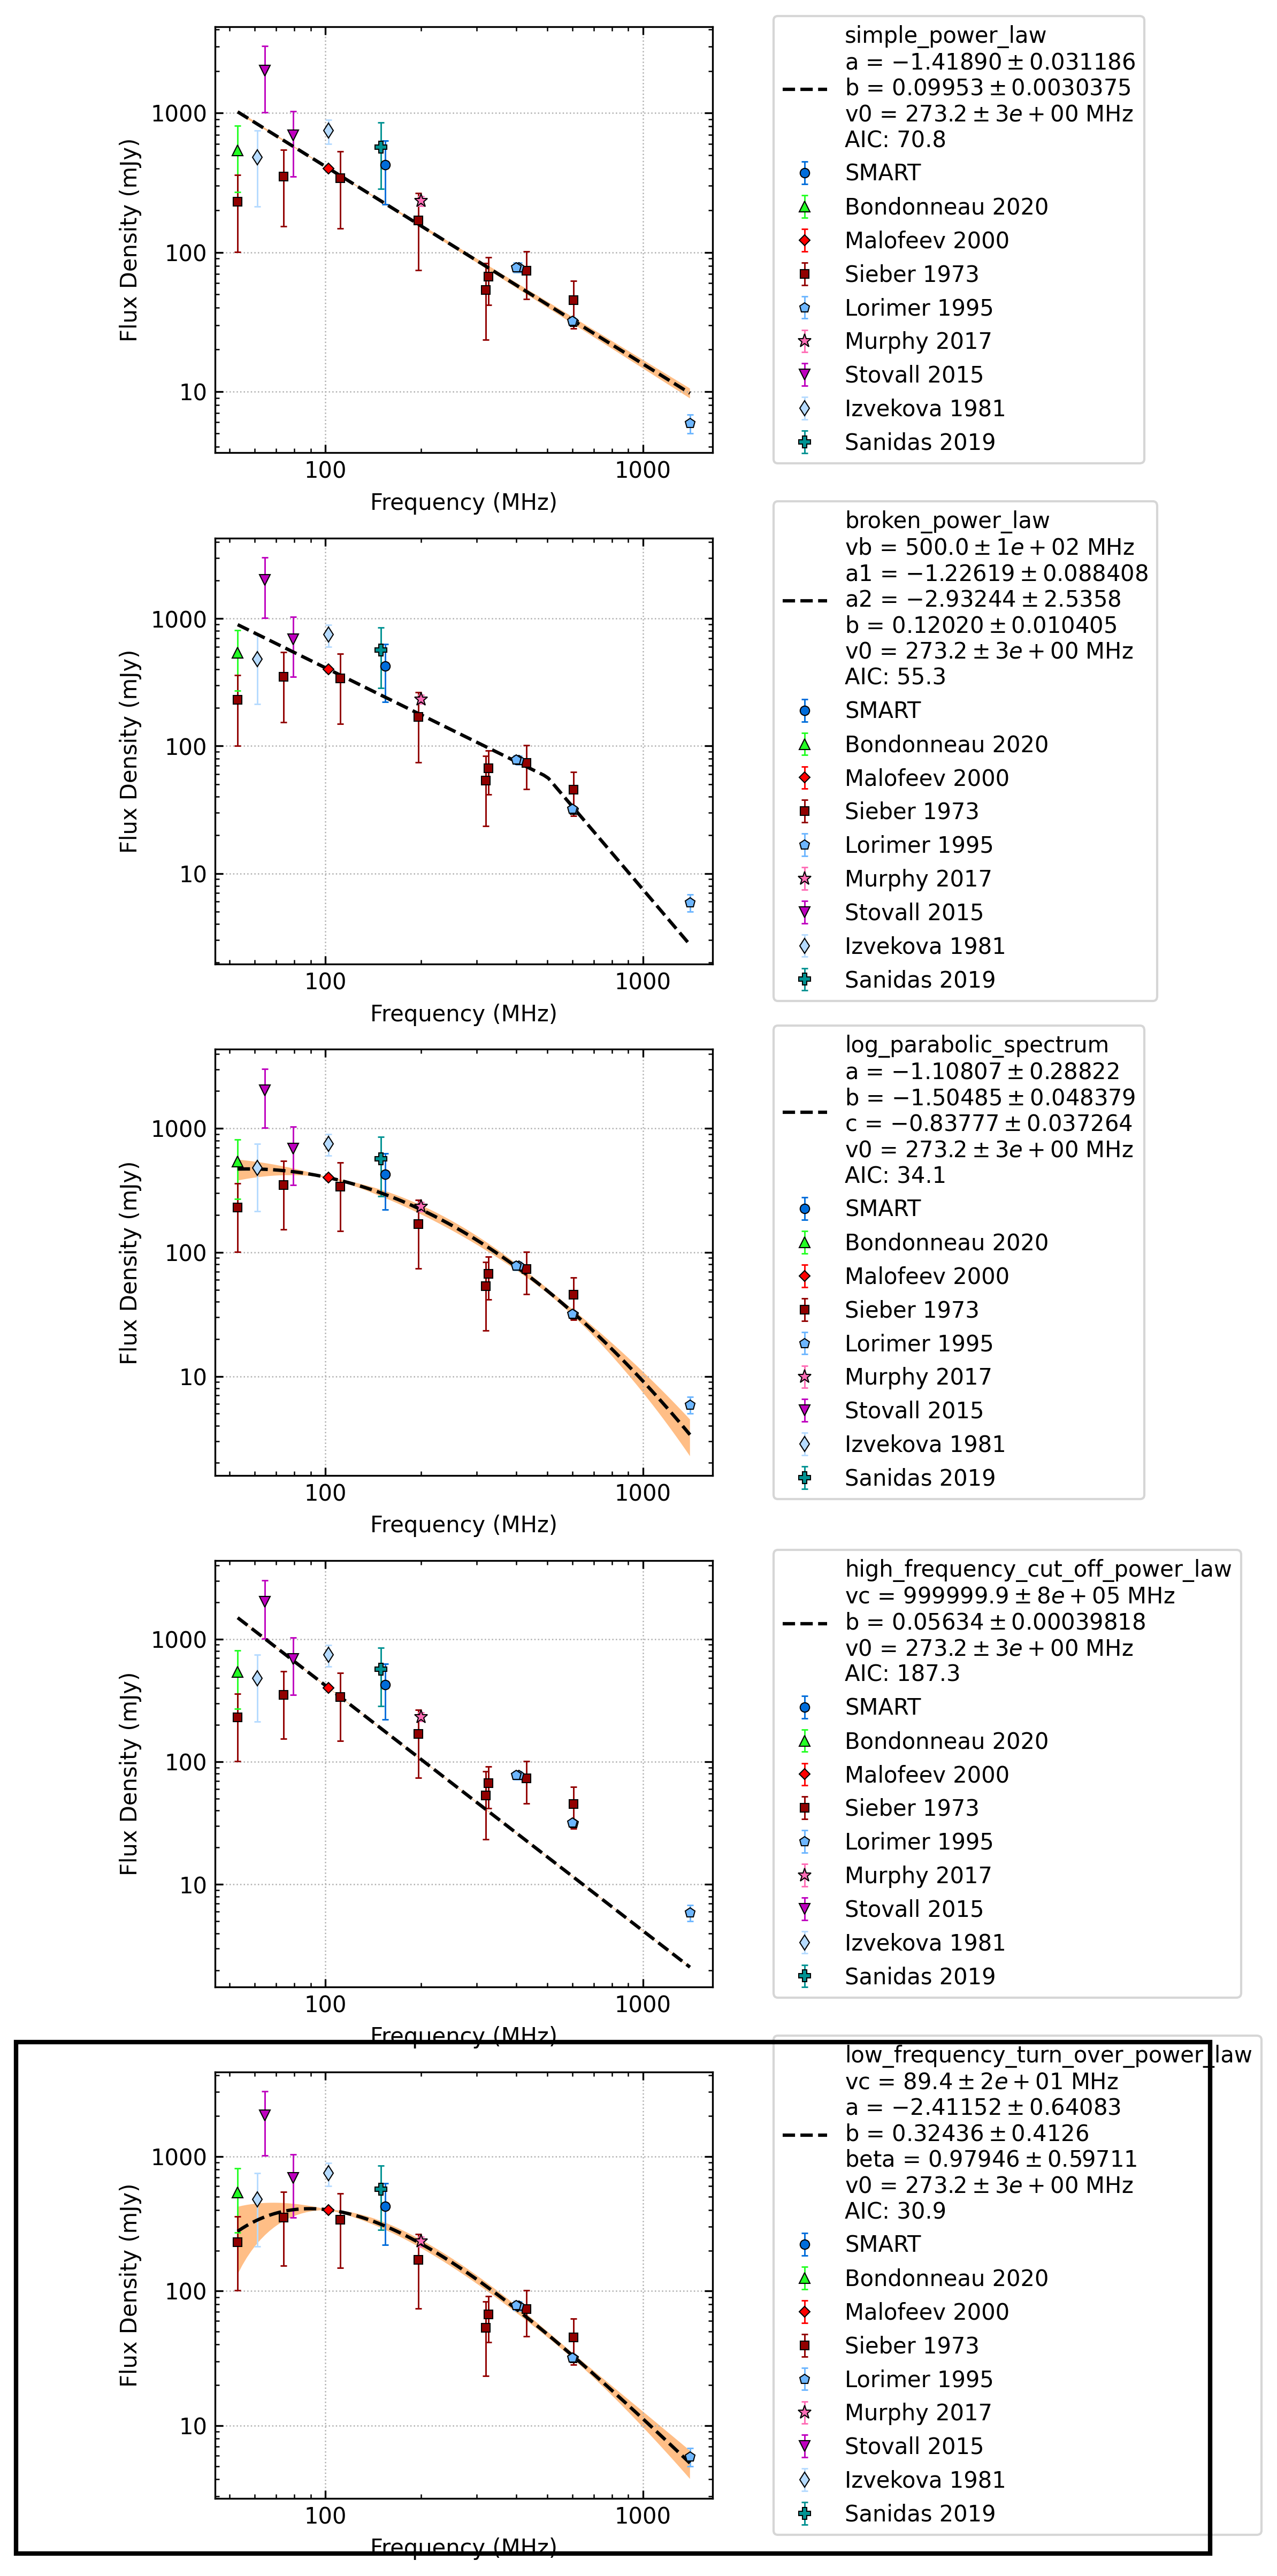 simple_power_law
a = −1.41890 ± 0.031186
b = 0.09953 ± 0.0030375
v0 = 273.2 ± 3e + 00 MHz
AIC: 70.8
SMART
Bondonneau 2020
Malofeev 2000
Sieber 1973
Lorimer 1995
Murphy 2017
Stovall 2015
Izvekova 1981
Sanidas 2019
Flux Density (mJy)
1000
100
10
100
1000
Frequency (MHz)
broken_power_law
vb = 500.0 ± 1e + 02 MHz
a1 = −1.22619 ± 0.088408
a2 = −2.93244 ± 2.5358
b = 0.12020 ± 0.010405
v0 = 273.2 ± 3e + 00 MHz
AIC: 55.3
SMART
Bondonneau 2020
Malofeev 2000
Sieber 1973
Lorimer 1995
Murphy 2017
Stovall 2015
Izvekova 1981
Sanidas 2019
Flux Density (mJy)
1000
100
10
100
1000
Frequency (MHz)
log_parabolic_spectrum
a = −1.10807 ± 0.28822
b = −1.50485 ± 0.048379
c = −0.83777 ± 0.037264
v0 = 273.2 ± 3e + 00 MHz
AIC: 34.1
SMART
Bondonneau 2020
Malofeev 2000
Sieber 1973
Lorimer 1995
Murphy 2017
Stovall 2015
Izvekova 1981
Sanidas 2019
Flux Density (mJy)
1000
100
10
100
1000
Frequency (MHz)
high_frequency_cut_off_power_law
vc = 999999.9 ± 8e + 05 MHz
b = 0.05634 ± 0.00039818
v0 = 273.2 ± 3e + 00 MHz
AIC: 187.3
SMART
Bondonneau 2020
Malofeev 2000
Sieber 1973
Lorimer 1995
Murphy 2017
Stovall 2015
Izvekova 1981
Sanidas 2019
Flux Density (mJy)
1000
100
10
100
1000
Frequency (MHz)
low_frequency_turn_over_power_law
vc = 89.4 ± 2e + 01 MHz
a = −2.41152 ± 0.64083
b = 0.32436 ± 0.4126
beta = 0.97946 ± 0.59711
v0 = 273.2 ± 3e + 00 MHz
AIC: 30.9
SMART
Bondonneau 2020
Malofeev 2000
Sieber 1973
Lorimer 1995
Murphy 2017
Stovall 2015
Izvekova 1981
Sanidas 2019
Flux Density (mJy)
1000
100
10
100
1000
Frequency (MHz)